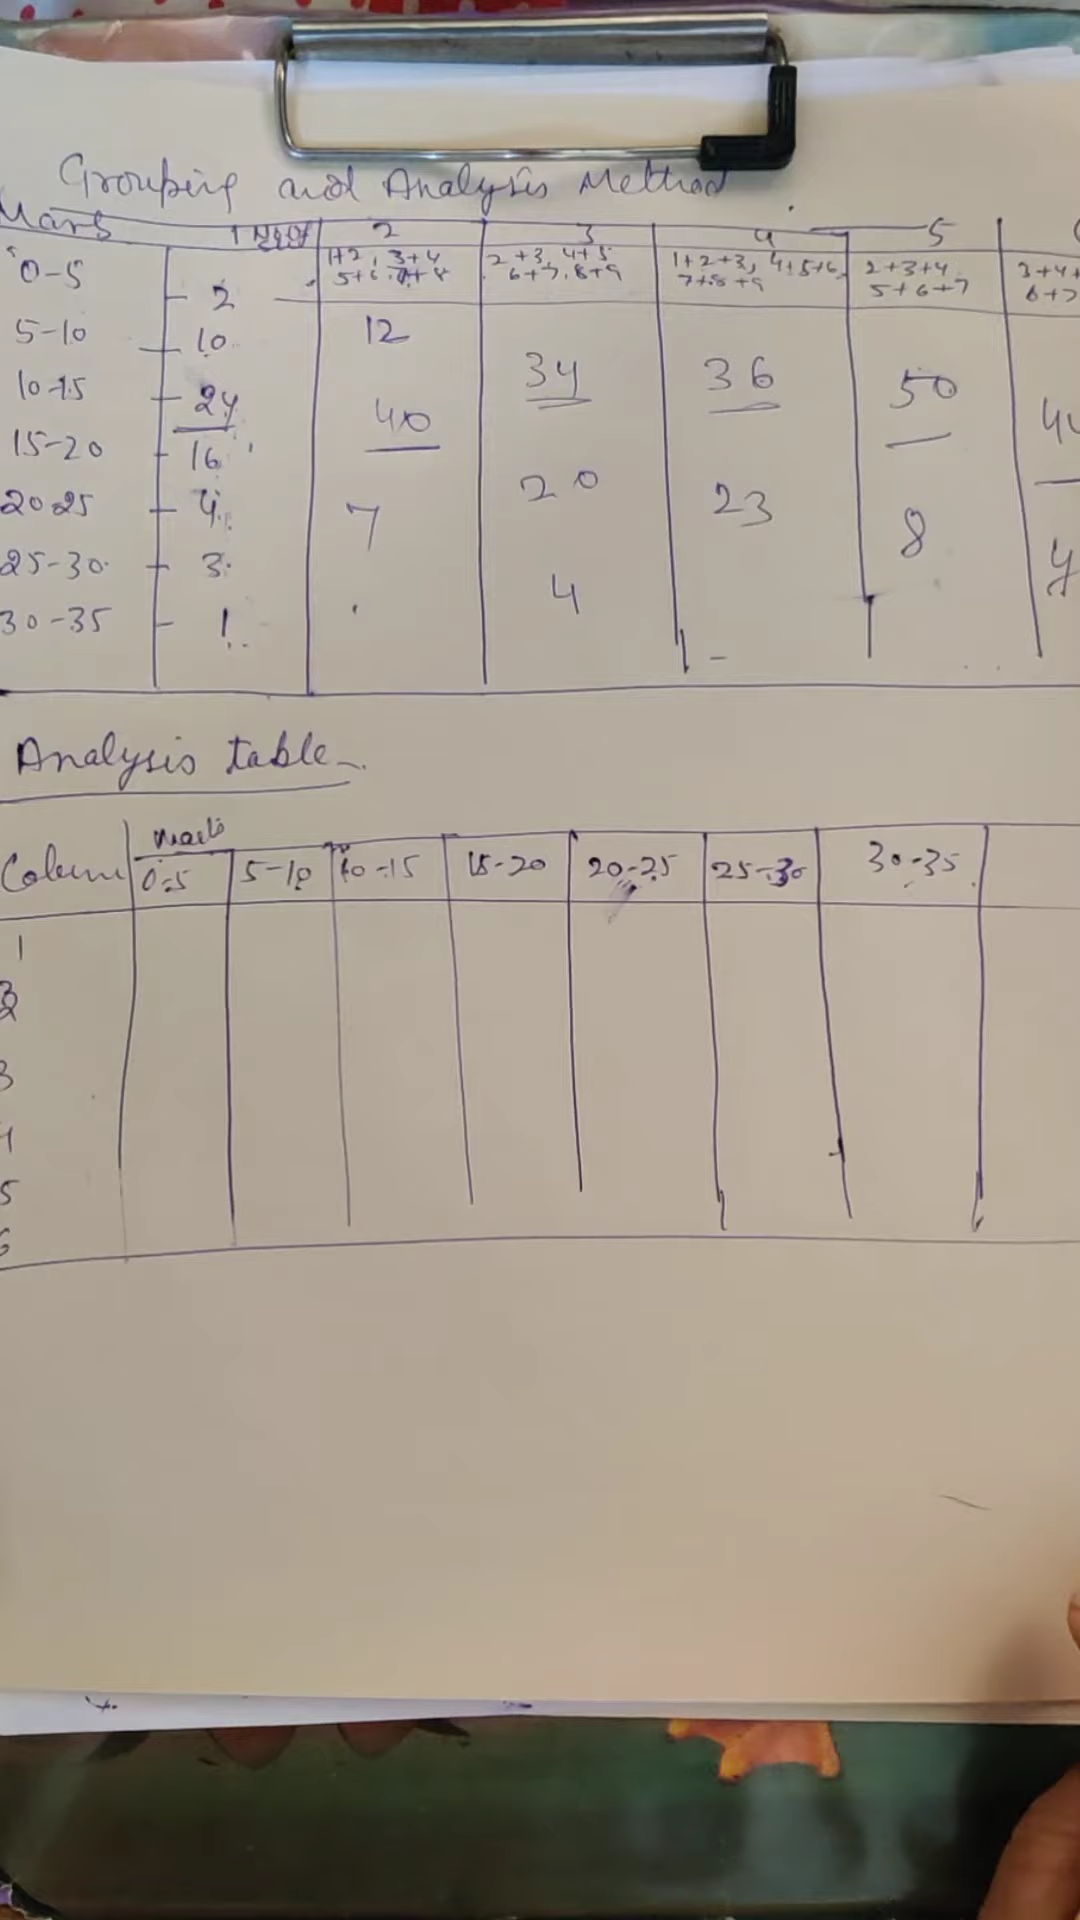 Grouping and Analysis Method
Marks 1 2 3 4 5
1+2, 3+4 2+3, 4+5 1+2+3, 4+5+6 2+3+4 3+4+
5+6, 7+8 6+7, 8+9 7+8+9 5+6+7 6+7
0-5 2
5-10 10 12
34 36 50
10-15 24
40
15-20 16
20 23
20-25 4 7 8
25-30 3
4
30-35 1
Analysis table
Marks
Column 0-5 5-10 10-15 15-20 20-25 25-30 30-35
1
2
3
4
5
6